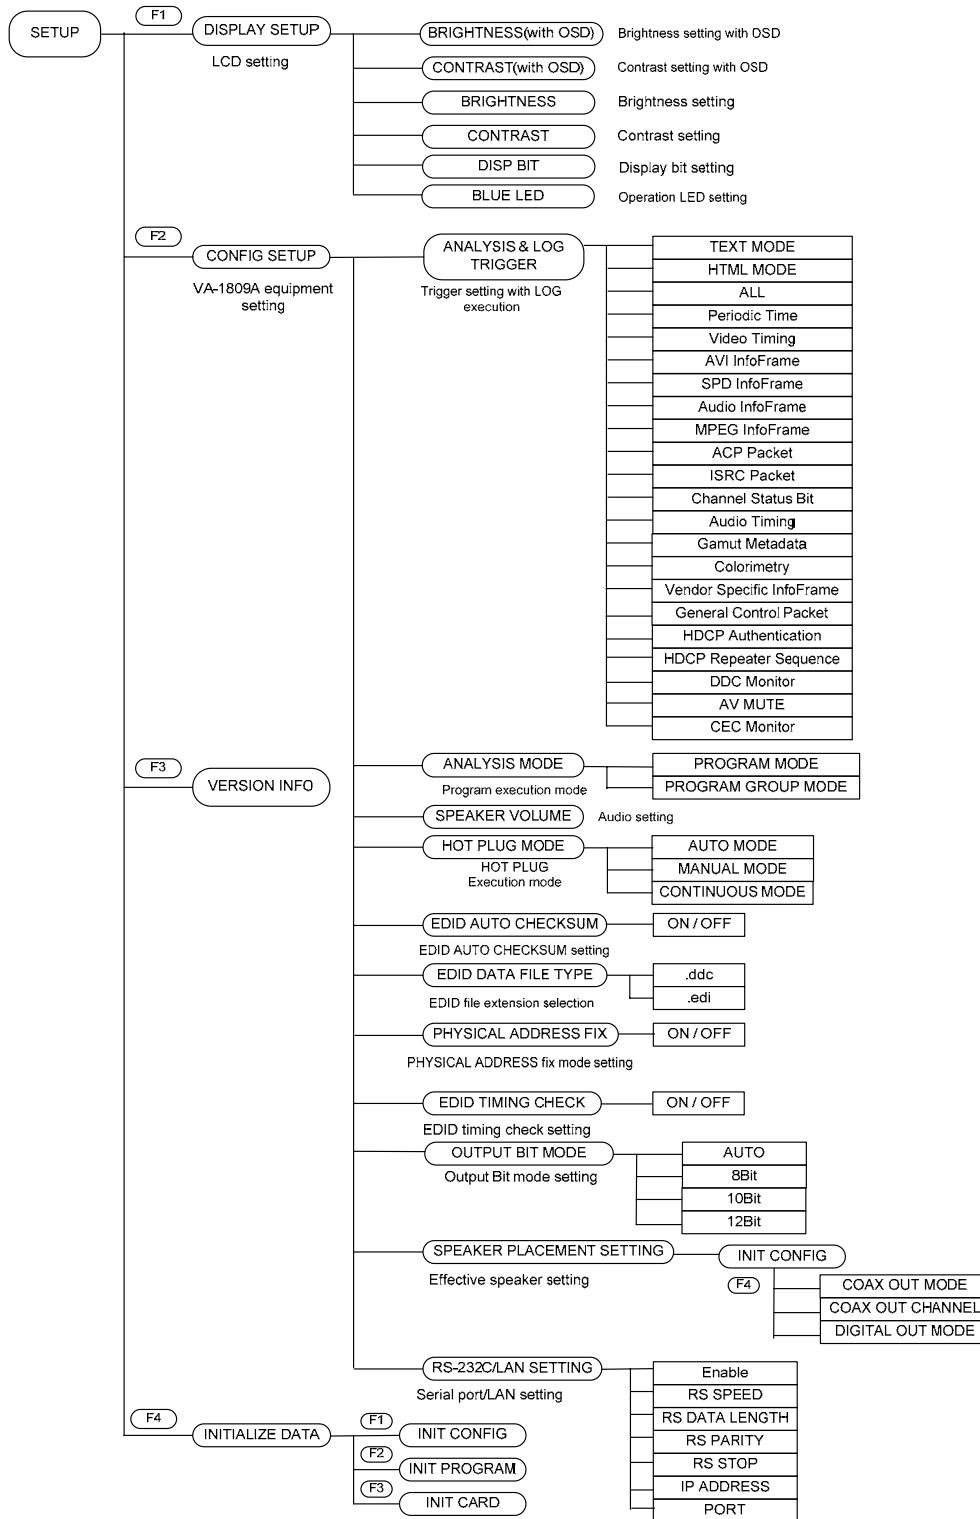 SETUP
F1
DISPLAY SETUP
LCD setting
BRIGHTNESS(with OSD)
Brightness setting with OSD
CONTRAST(with OSD)
Contrast setting with OSD
BRIGHTNESS
Brightness setting
CONTRAST
Contrast setting
DISP BIT
Display bit setting
BLUE LED
Operation LED setting
F2
CONFIG SETUP
VA-1809A equipment
setting
ANALYSIS & LOG
TRIGGER
Trigger setting with LOG
execution
TEXT MODE
HTML MODE
ALL
Periodic Time
Video Timing
AVI InfoFrame
SPD InfoFrame
Audio InfoFrame
MPEG InfoFrame
ACP Packet
ISRC Packet
Channel Status Bit
Audio Timing
Gamut Metadata
Colorimetry
Vendor Specific InfoFrame
General Control Packet
HDCP Authentication
HDCP Repeater Sequence
DDC Monitor
AV MUTE
CEC Monitor
F3
VERSION INFO
ANALYSIS MODE
Program execution mode
PROGRAM MODE
PROGRAM GROUP MODE
SPEAKER VOLUME
Audio setting
HOT PLUG MODE
HOT PLUG
Execution mode
AUTO MODE
MANUAL MODE
CONTINUOUS MODE
EDID AUTO CHECKSUM
ON / OFF
EDID AUTO CHECKSUM setting
EDID DATA FILE TYPE
EDID file extension selection
.ddc
.edi
PHYSICAL ADDRESS FIX
ON / OFF
PHYSICAL ADDRESS fix mode setting
EDID TIMING CHECK
ON / OFF
EDID timing check setting
OUTPUT BIT MODE
Output Bit mode setting
AUTO
8Bit
10Bit
12Bit
SPEAKER PLACEMENT SETTING
Effective speaker setting
INIT CONFIG
F4
COAX OUT MODE
COAX OUT CHANNEL
DIGITAL OUT MODE
RS-232C/LAN SETTING
Serial port/LAN setting
Enable
RS SPEED
RS DATA LENGTH
RS PARITY
RS STOP
IP ADDRESS
PORT
F4
INITIALIZE DATA
F1
INIT CONFIG
F2
INIT PROGRAM
F3
INIT CARD